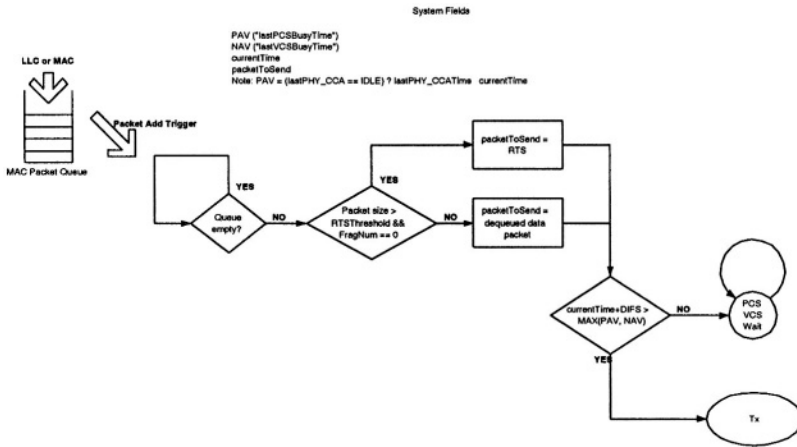 System Fields
PAV ("lastPCSBusyTime")
NAV ("lastVCSBusyTime")
currentTime
packetToSend
Note: PAV = (lastPHY_CCA == IDLE) ? lastPHY_CCATime currentTime
LLC or MAC
Packet Add Trigger
MAC Packet Queue
YES
Queue
empty?
NO
Packet size >
RTSThreshold &&
FragNum == 0
YES
NO
packetToSend =
RTS
packetToSend =
dequeued data
packet
currentTime+DIFS >
MAX(PAV, NAV)
NO
YES
PCS
VCS
Wait
Tx